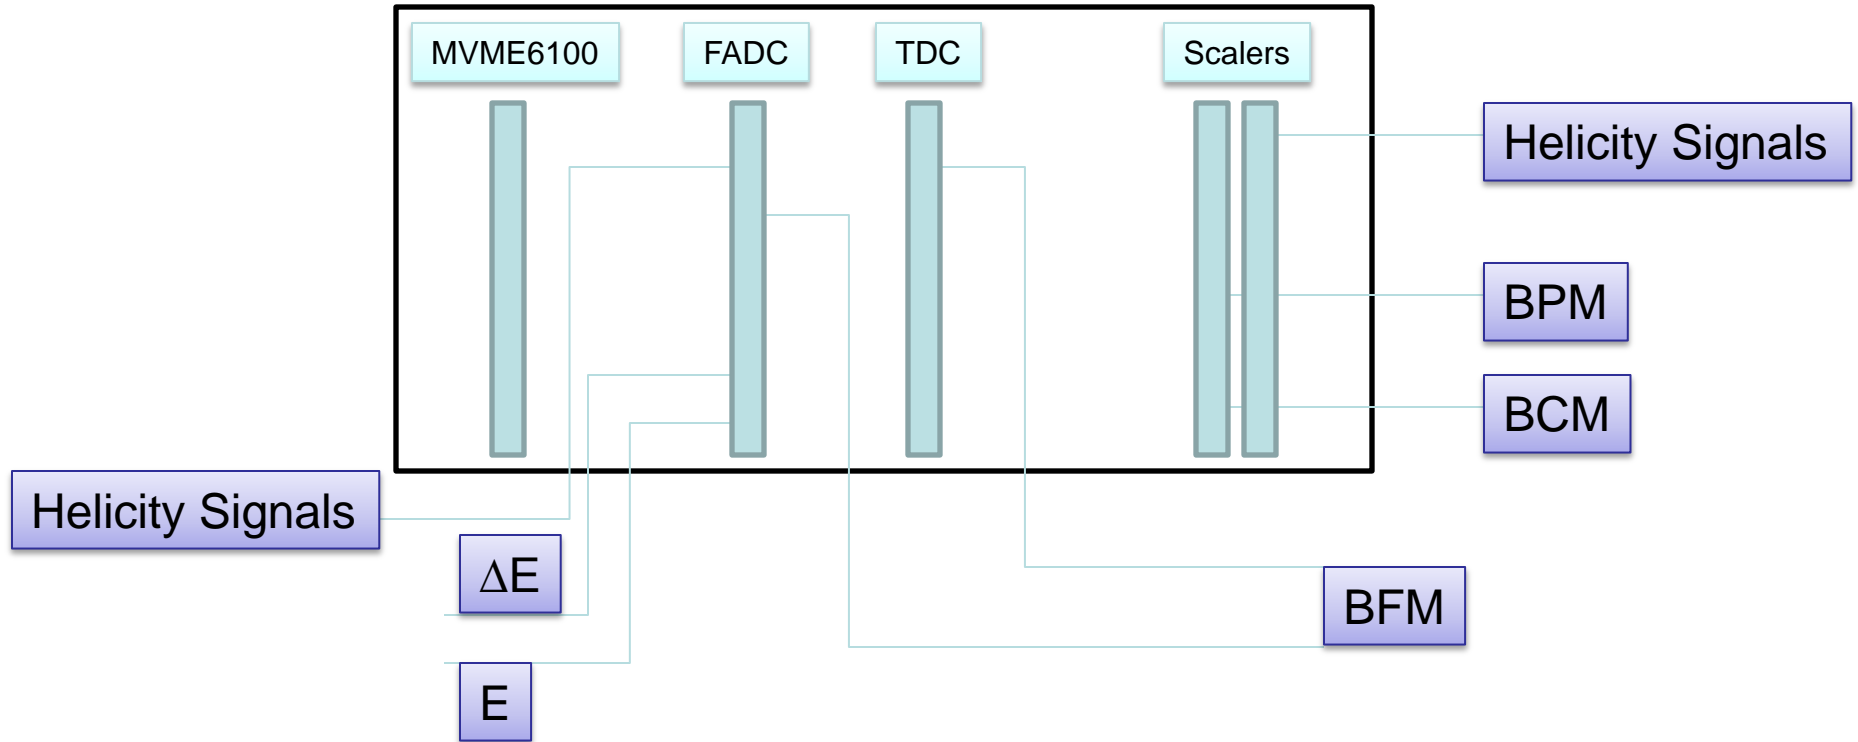 MVME6100
FADC
TDC
Scalers
Helicity Signals
BPM
BCM
Helicity Signals
ΔE
BFM
E